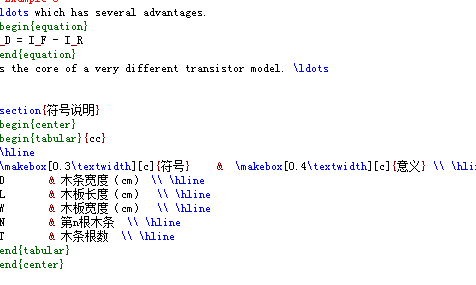 ldots which has several advantages.
begin{equation}
_D = I_F - I_R
end{equation}
s the core of a very different transistor model. \ldots
section{符号说明}
begin{center}
begin{tabular}{cc}
\hline
\makebox[0.3\textwidth][c]{符号} & \makebox[0.4\textwidth][c]{意义} \\ \hli
D & 木条宽度（cm） \\ \hline
L & 木板长度（cm） \\ \hline
W & 木板宽度（cm） \\ \hline
N & 第n根木条 \\ \hline
T & 木条根数 \\ \hline
end{tabular}
end{center}